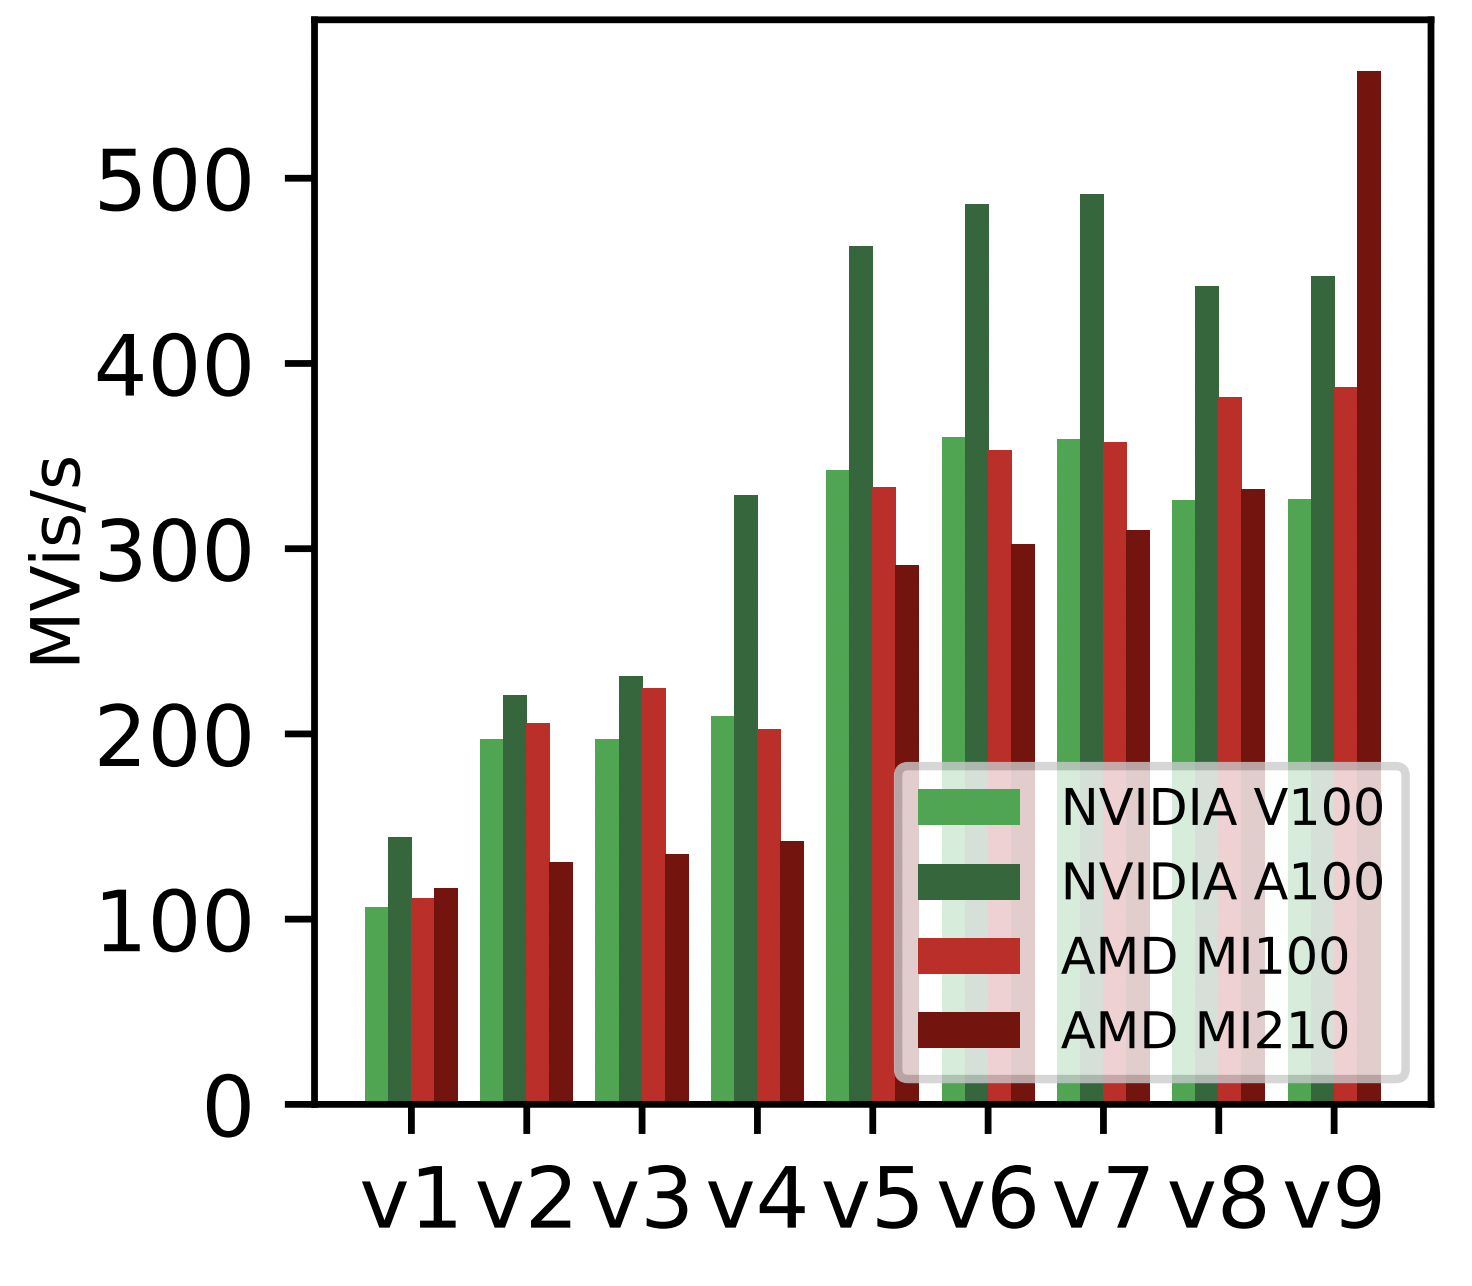 MVis/s
500
400
300
200
100
0
v1 v2 v3 v4 v5 v6 v7 v8 v9
NVIDIA V100
NVIDIA A100
AMD MI100
AMD MI210